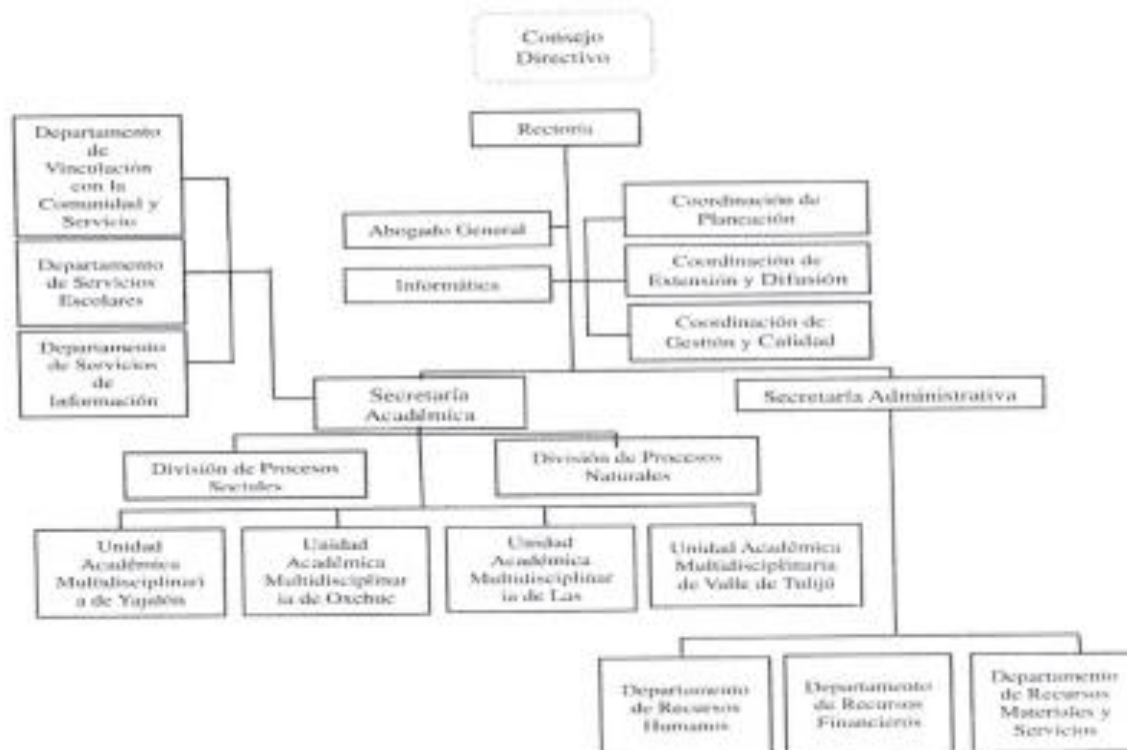 Consejo
Directivo
Rectoría
Departamento
de
Vinculación
con la
Comunidad y
Servicio
Abogado General
Coordinación de
Planeación
Departamento
de Servicios
Escolares
Informática
Coordinación de
Extensión y Difusión
Coordinación de
Gestión y Calidad
Departamento
de Servicios
de
Información
Secretaría
Académica
Secretaría Administrativa
División de Procesos
Sociales
División de Procesos
Naturales
Unidad
Académica
Multidisciplinari
a de Yajalón
Unidad
Académica
Multidisciplinar
ia de Oxchuc
Unidad
Académica
Multidisciplinar
ia de Las
Unidad Académica
Multidisciplinaria
de Valle de Tulijá
Departamento
de Recursos
Humanos
Departamento
de Recursos
Financieros
Departamento
de Recursos
Materiales y
Servicios